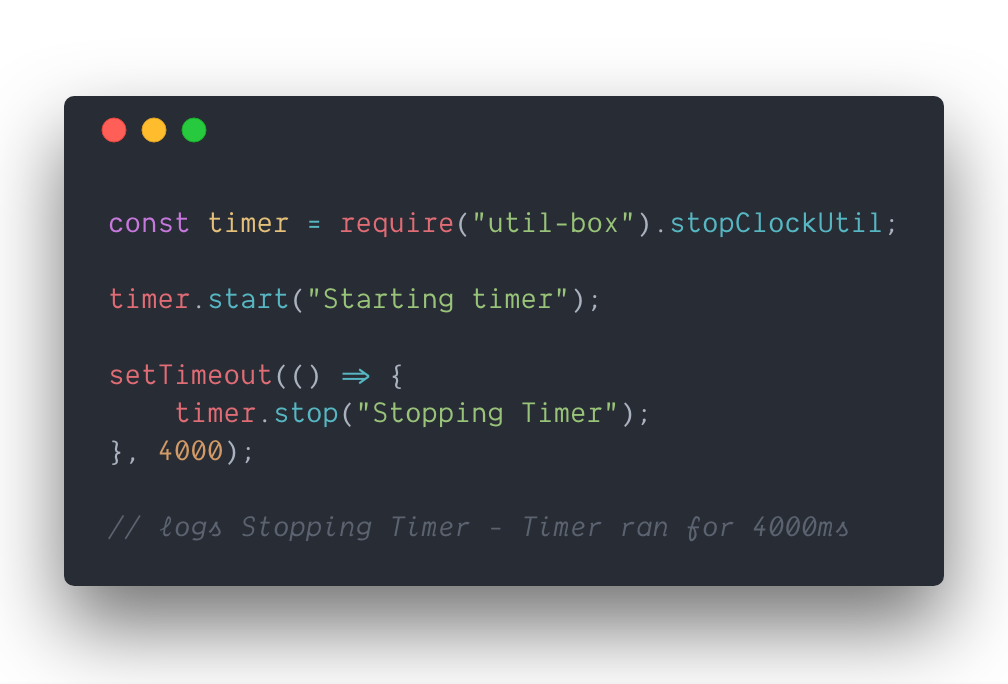 const timer = require("util-box").stopClockUtil;
timer.start("Starting timer");
setTimeout(() => {
    timer.stop("Stopping Timer");
}, 4000);
// logs Stopping Timer - Timer ran for 4000ms